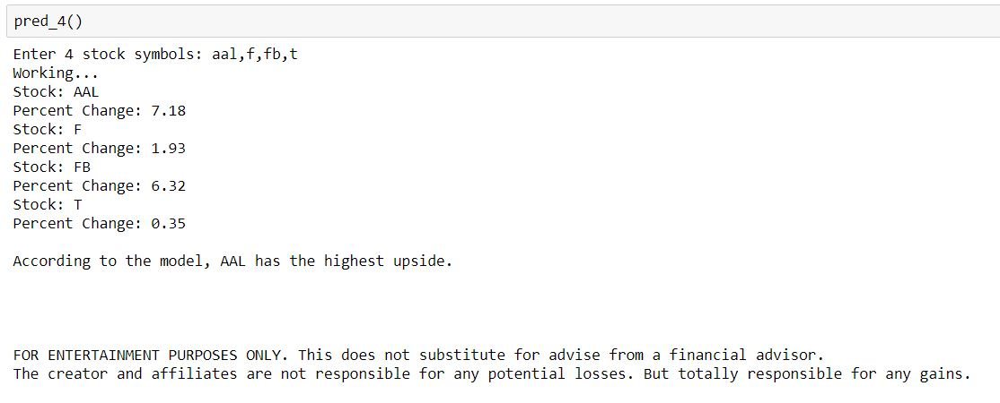 pred_4()
Enter 4 stock symbols: aal,f,fb,t
Working...
Stock: AAL
Percent Change: 7.18
Stock: F
Percent Change: 1.93
Stock: FB
Percent Change: 6.32
Stock: T
Percent Change: 0.35
According to the model, AAL has the highest upside.
FOR ENTERTAINMENT PURPOSES ONLY. This does not substitute for advise from a financial advisor.
The creator and affiliates are not responsible for any potential losses. But totally responsible for any gains.